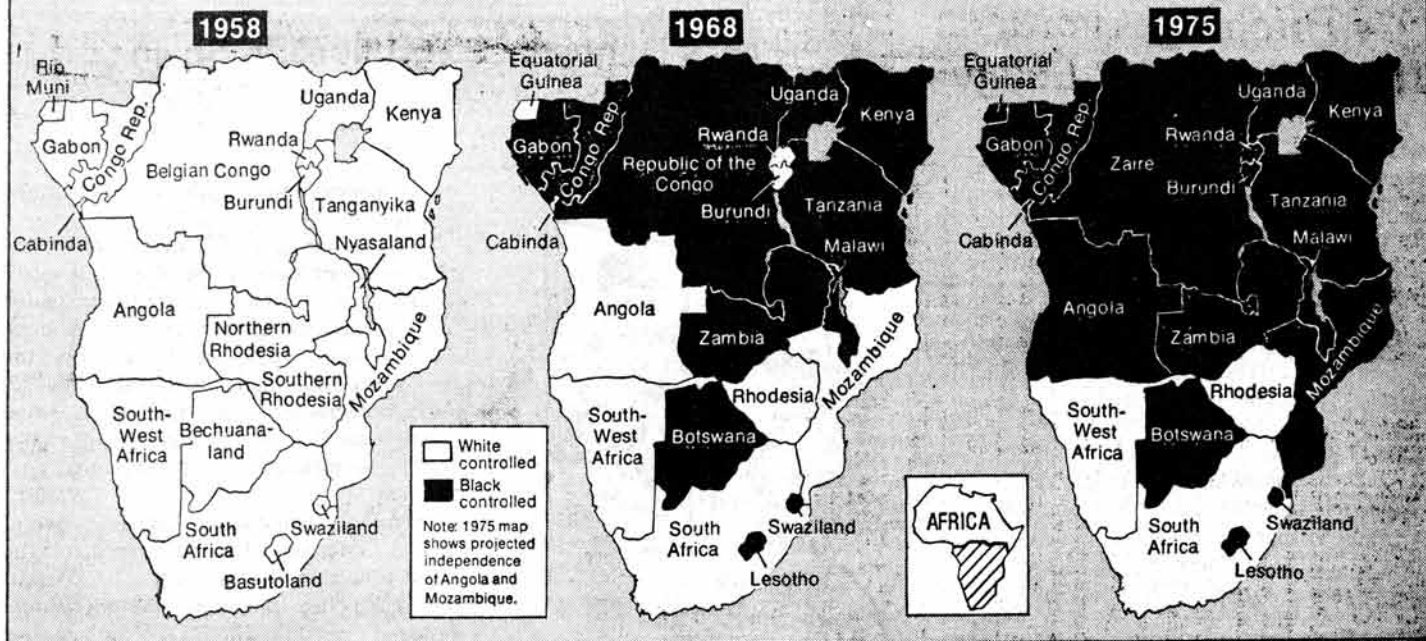 1958
Rio
Muni
Gabon
Congo Rep.
Cabinda
Belgian Congo
Uganda
Kenya
Rwanda
Burundi
Tanganyika
Nyasaland
Angola
Northern
Rhodesia
Southern
Rhodesia
Mozambique
South-
West
Africa
Bechuana-
land
South
Africa
Swaziland
Basutoland
White
controlled
Black
controlled
Note: 1975 map
shows projected
independence
of Angola and
Mozambique.
1968
Equatorial
Guinea
Gabon
Congo Rep.
Cabinda
Republic of the
Congo
Uganda
Kenya
Rwanda
Burundi
Tanzania
Malawi
Angola
Zambia
Rhodesia
Mozambique
South-
West
Africa
Botswana
South
Africa
Swaziland
Lesotho
AFRICA
1975
Equatorial
Guinea
Gabon
Congo Rep.
Cabinda
Zaire
Uganda
Kenya
Rwanda
Burundi
Tanzania
Malawi
Angola
Zambia
Rhodesia
Mozambique
South-
West
Africa
Botswana
South
Africa
Swaziland
Lesotho